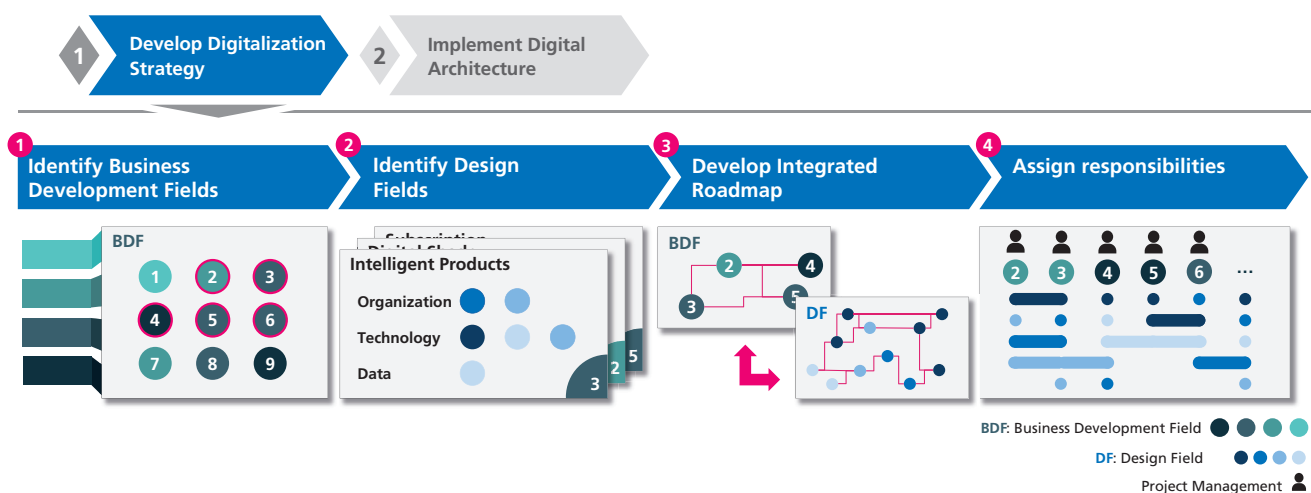 1
Develop Digitalization
Strategy
2
Implement Digital
Architecture
1
Identify Business
Development Fields
2
Identify Design
Fields
3
Develop Integrated
Roadmap
4
Assign responsibilities
BDF
1 2 3
4 5 6
7 8 9
Intelligent Products
Organization
Technology
Data
3
2
5
BDF
2 4
3 5
DF
2 3 4 5 6 ...
BDF: Business Development Field
DF: Design Field
Project Management